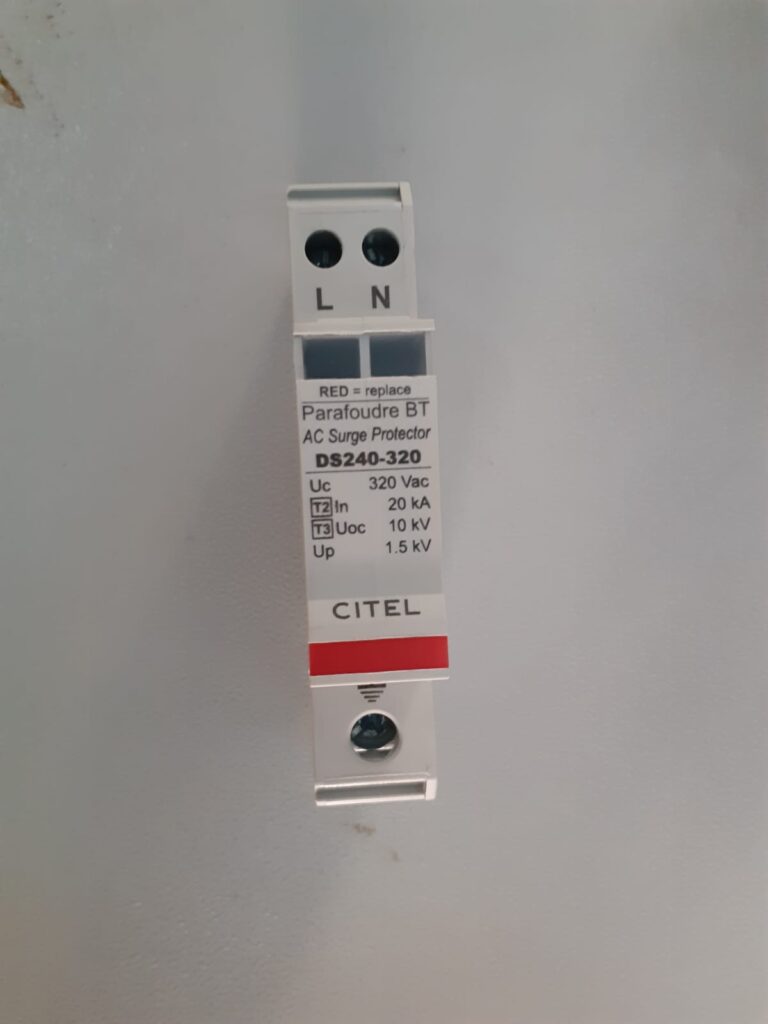 L N
RED = replace
Parafoudre BT
AC Surge Protector
DS240-320
Uc 320 Vac
T2 In 20 kA
T3 Uoc 10 kV
Up 1.5 kV
CITEL